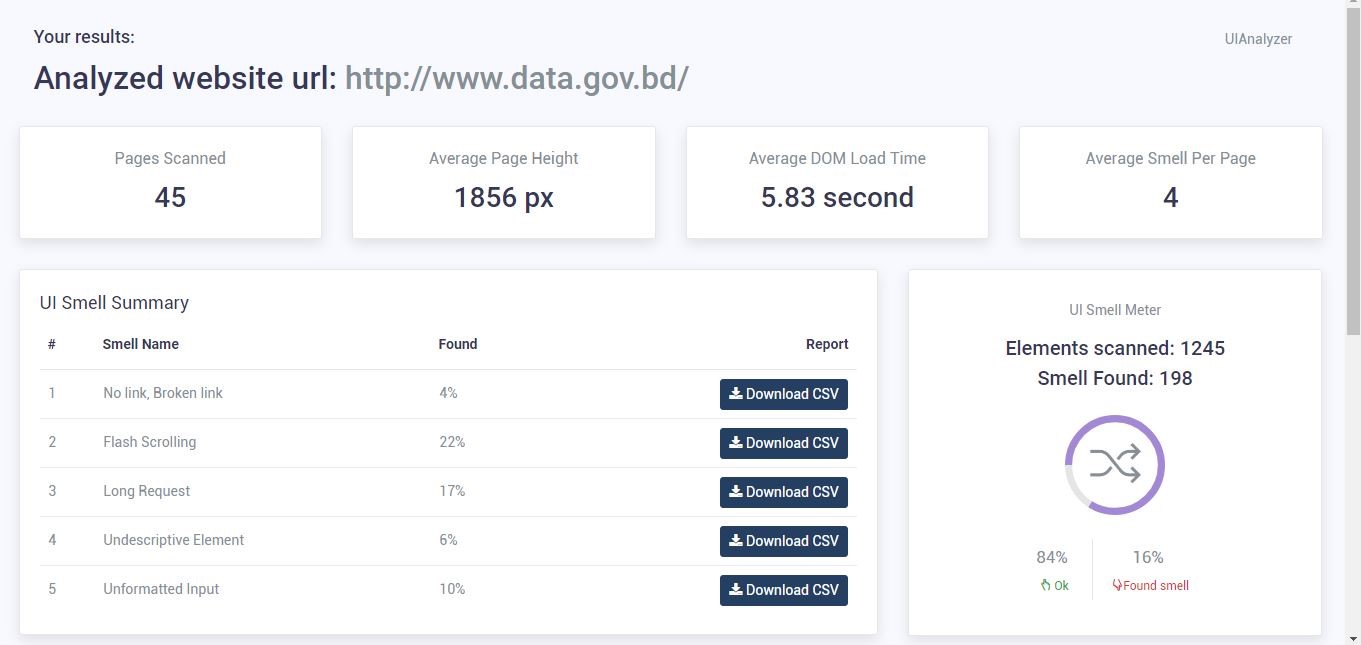 Your results:
UIAnalyzer
Analyzed website url: http://www.data.gov.bd/
Pages Scanned
45
Average Page Height
1856 px
Average DOM Load Time
5.83 second
Average Smell Per Page
4
UI Smell Summary
# Smell Name Found Report
1 No link, Broken link 4% Download CSV
2 Flash Scrolling 22% Download CSV
3 Long Request 17% Download CSV
4 Undescriptive Element 6% Download CSV
5 Unformatted Input 10% Download CSV
UI Smell Meter
Elements scanned: 1245
Smell Found: 198
84% 16%
Ok Found smell